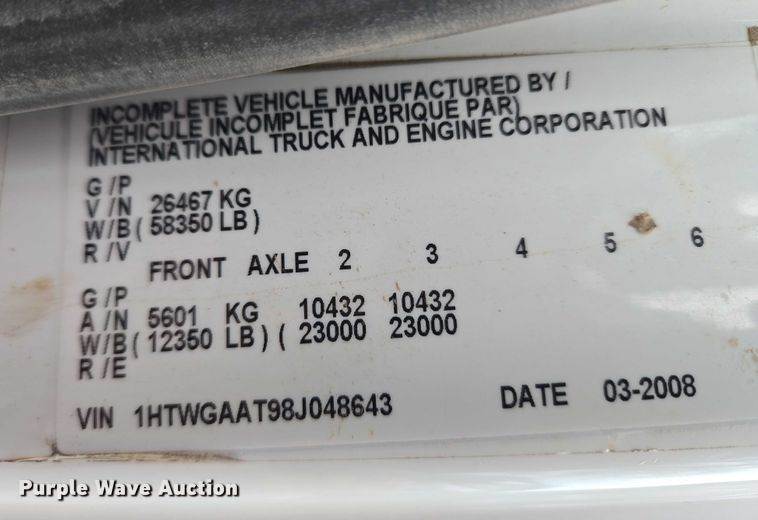 INCOMPLETE VEHICLE MANUFACTURED BY /
(VEHICULE INCOMPLET FABRIQUE PAR)
INTERNATIONAL TRUCK AND ENGINE CORPORATION
G /P
V /N 26467 KG
W/B ( 58350 LB )
R /V
FRONT AXLE 2 3 4 5 6
G /P
A /N 5601 KG 10432 10432
W/B ( 12350 LB ) ( 23000 23000
R /E
VIN 1HTWGAAT98J048643 DATE 03-2008
Purple Wave Auction